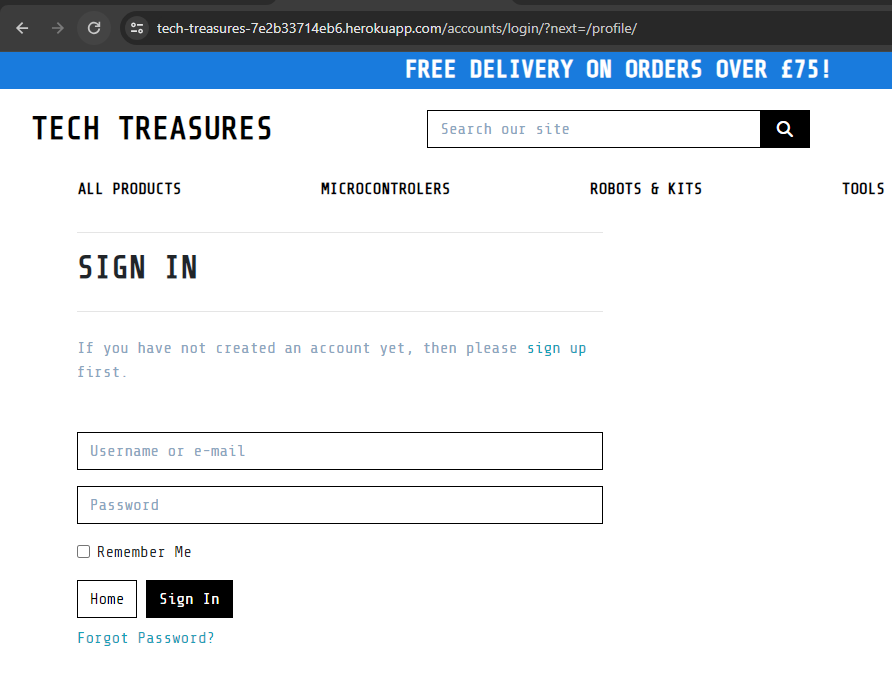 tech-treasures-7e2b33714eb6.herokuapp.com/accounts/login/?next=/profile/
FREE DELIVERY ON ORDERS OVER £75!
TECH TREASURES
Search our site
ALL PRODUCTS MICROCONTROLERS ROBOTS & KITS TOOLS
SIGN IN
If you have not created an account yet, then please sign up
first.
Username or e-mail
Password
Remember Me
Home Sign In
Forgot Password?